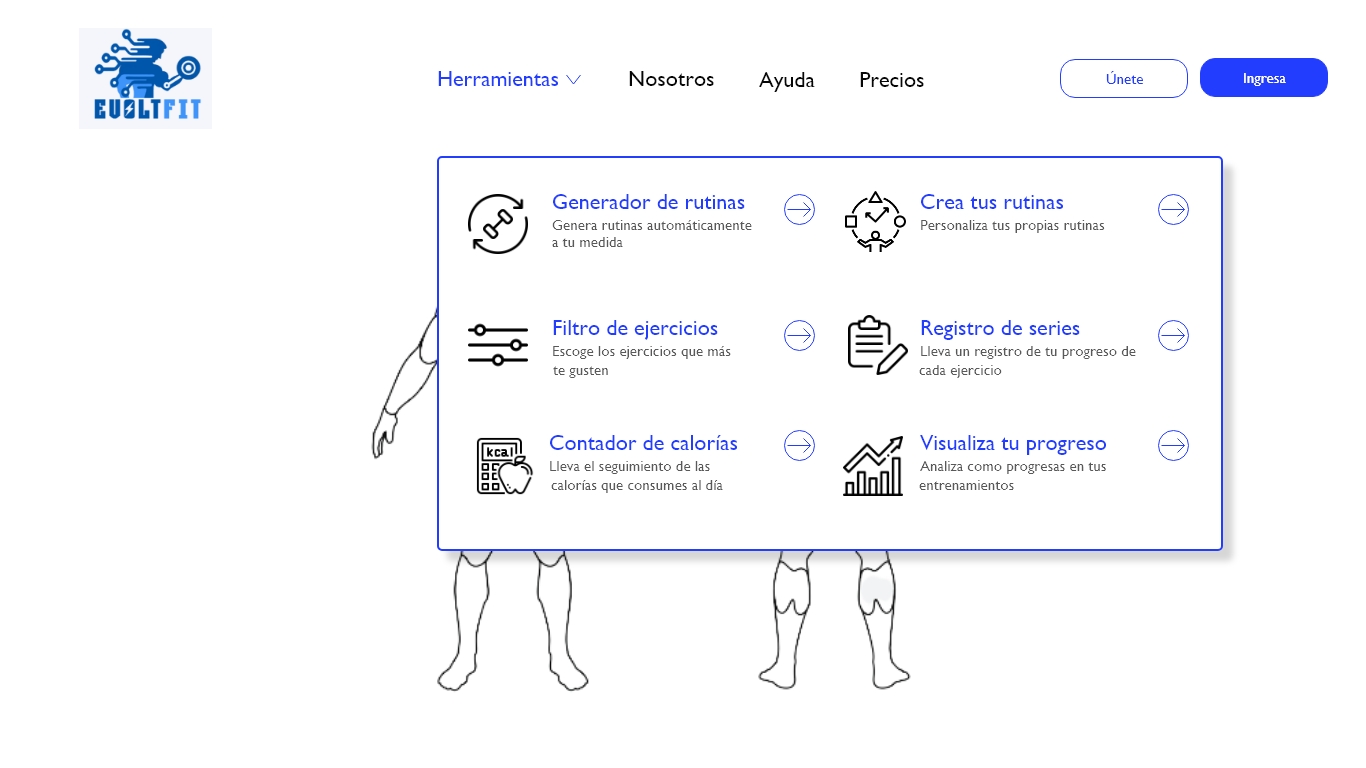 EVOLTFIT
Herramientas
Nosotros
Ayuda
Precios
Únete
Ingresa
Generador de rutinas
Genera rutinas automáticamente
a tu medida
Crea tus rutinas
Personaliza tus propias rutinas
Filtro de ejercicios
Escoge los ejercicios que más
te gusten
Registro de series
Lleva un registro de tu progreso de
cada ejercicio
kcal
Contador de calorías
Lleva el seguimiento de las
calorías que consumes al día
Visualiza tu progreso
Analiza como progresas en tus
entrenamientos